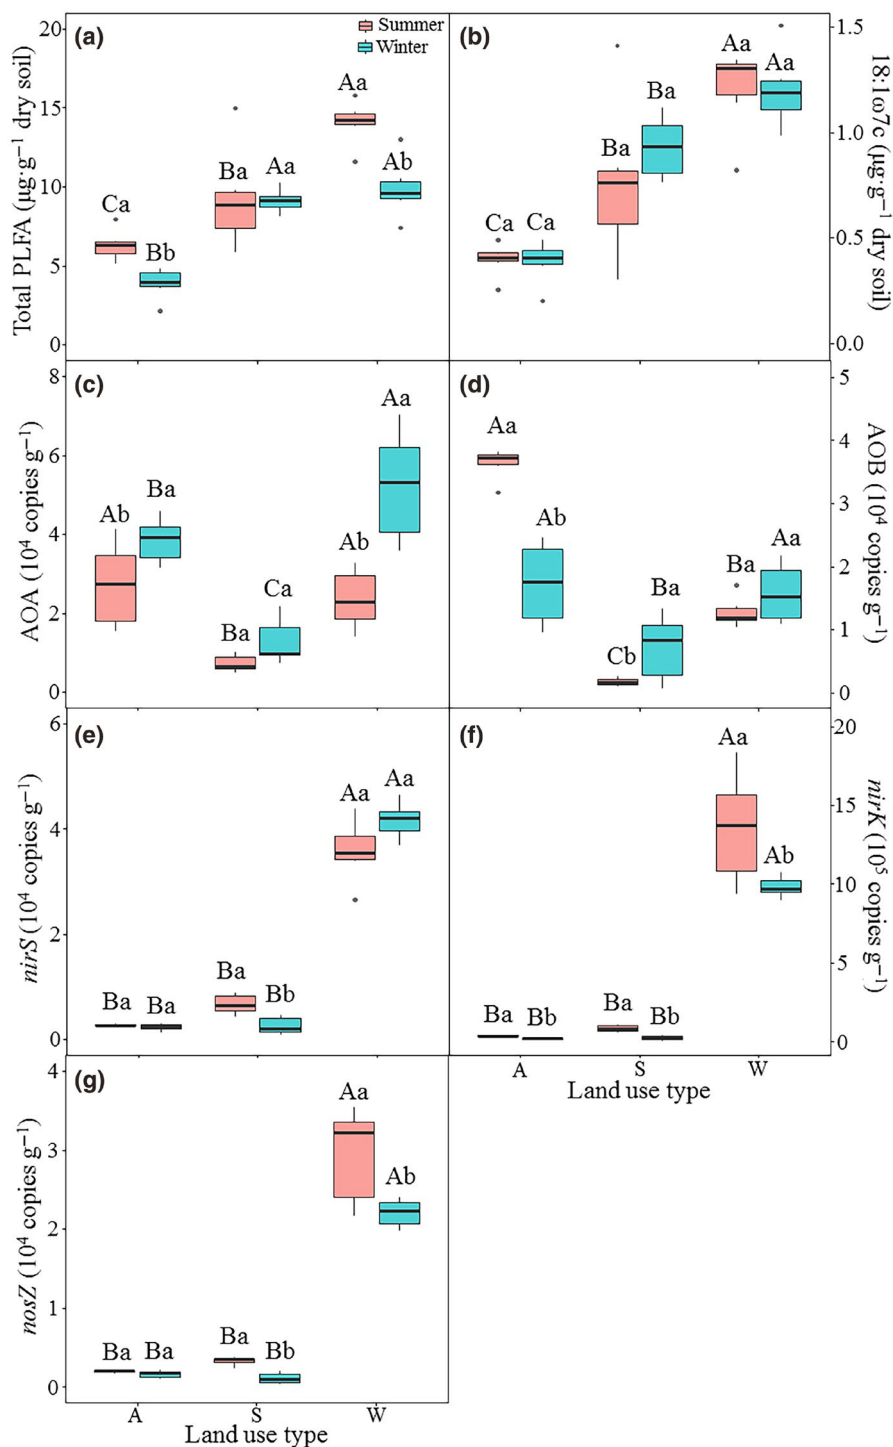 (a)
Summer
Winter
20
15
10
5
0
Total PLFA (μg·g⁻¹ dry soil)
Ca
Bb
Ba
Aa
Aa
Ab
(b)
1.5
1.0
0.5
0.0
18:1ω7c (μg·g⁻¹ dry soil)
Ca
Ca
Ba
Ba
Aa
Aa
(c)
8
6
4
2
0
AOA (10⁴ copies g⁻¹)
Ab
Ba
Ba
Ca
Ab
Aa
(d)
5
4
3
2
1
0
AOB (10⁴ copies g⁻¹)
Aa
Ab
Cb
Ba
Ba
Aa
(e)
6
4
2
0
nirS (10⁴ copies g⁻¹)
Ba
Ba
Ba
Bb
Aa
Aa
(f)
20
15
10
5
0
nirK (10⁵ copies g⁻¹)
Ba
Bb
Ba
Bb
Aa
Ab
A
S
W
Land use type
(g)
4
3
2
1
0
nosZ (10⁴ copies g⁻¹)
Ba
Ba
Ba
Bb
Aa
Ab
A
S
W
Land use type